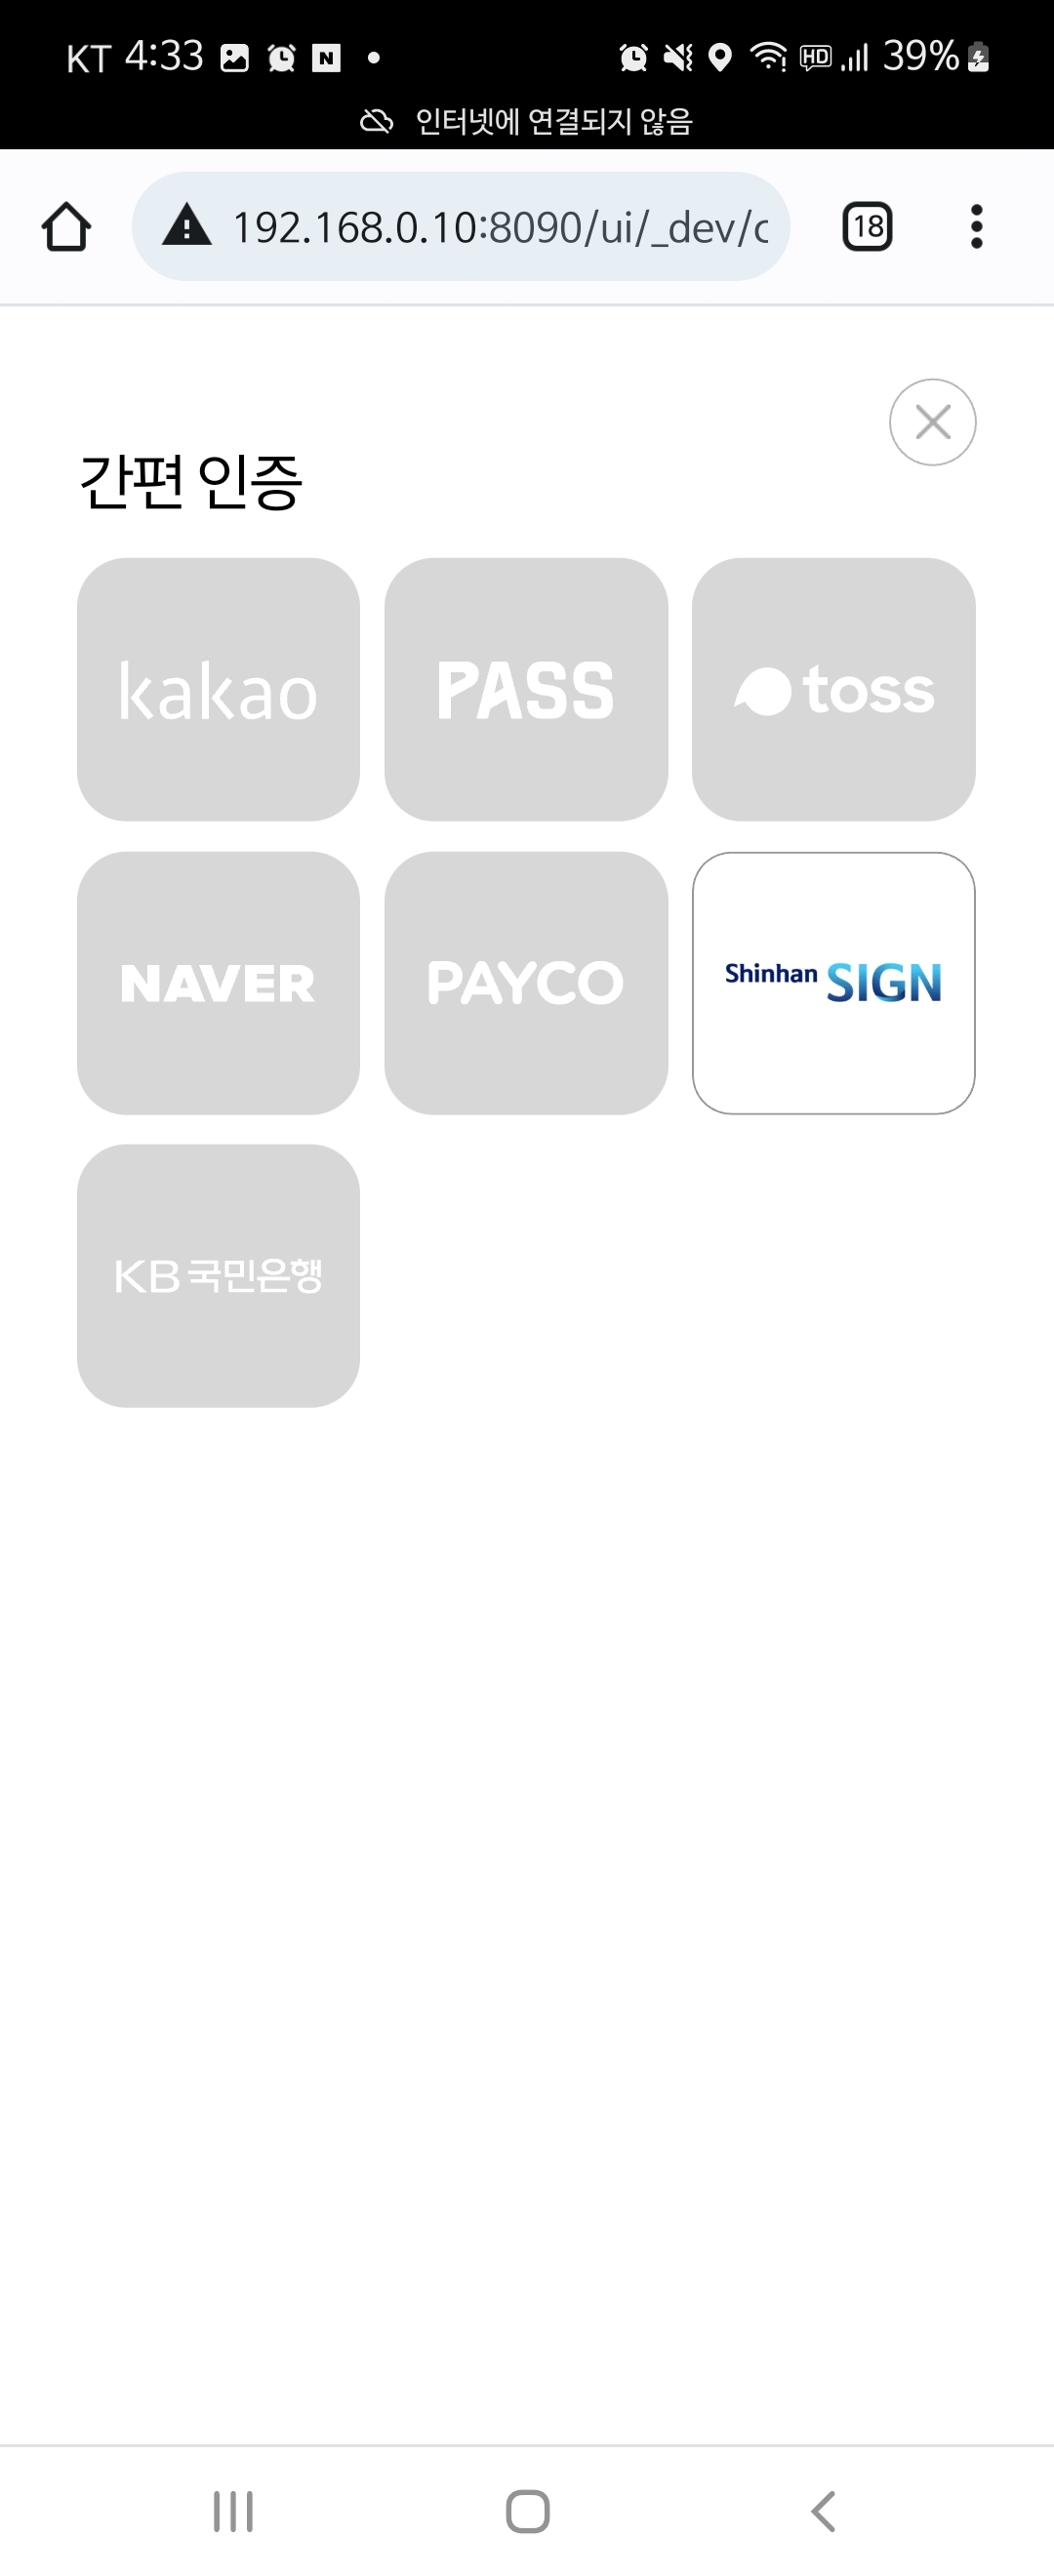 KT 4:33 N HD 39%
인터넷에 연결되지 않음
192.168.0.10:8090/ui/_dev/c
18
간편 인증
kakao PASS toss
NAVER PAYCO Shinhan SIGN
KB 국민은행